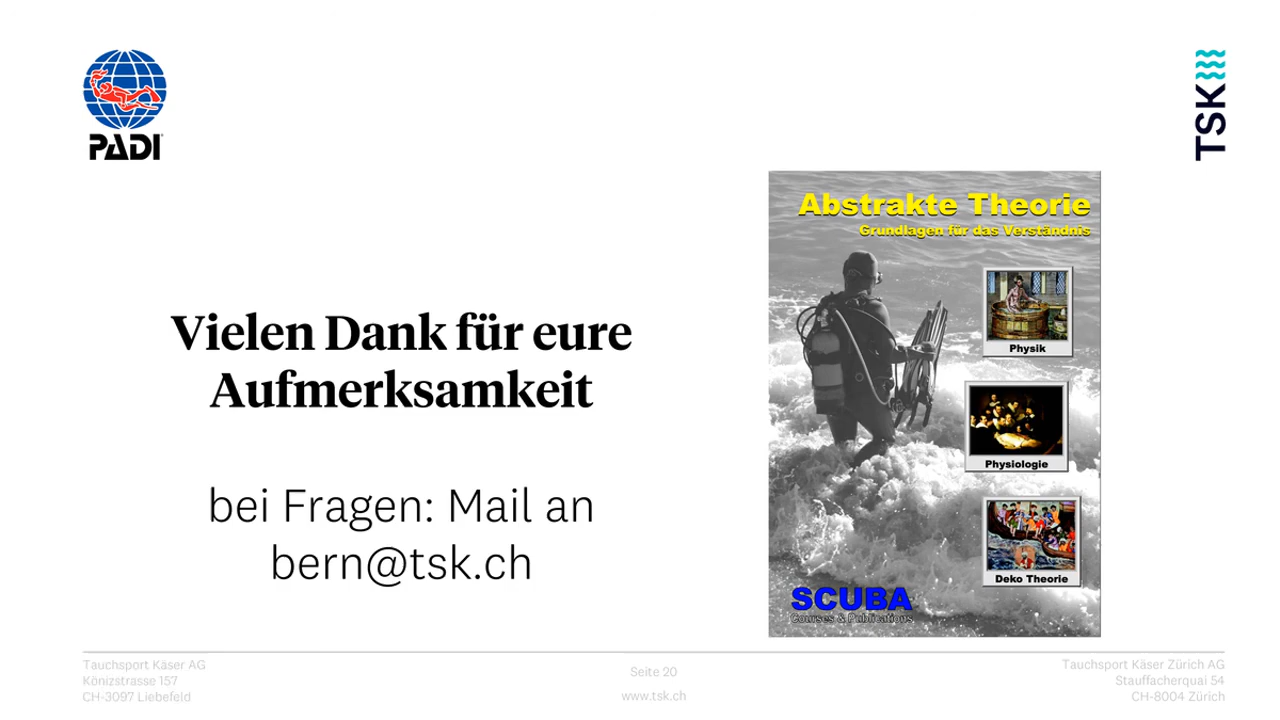 PADI
TSK
Abstrakte Theorie
Grundlagen für das Verständnis
Physik
Physiologie
Deko Theorie
SCUBA
Courses & Publications
Vielen Dank für eure
Aufmerksamkeit
bei Fragen: Mail an
bern@tsk.ch
Tauchsport Käser AG
Könizstrasse 157
CH-3097 Liebefeld
Seite 20
www.tsk.ch
Tauchsport Käser Zürich AG
Stauffacherquai 54
CH-8004 Zürich